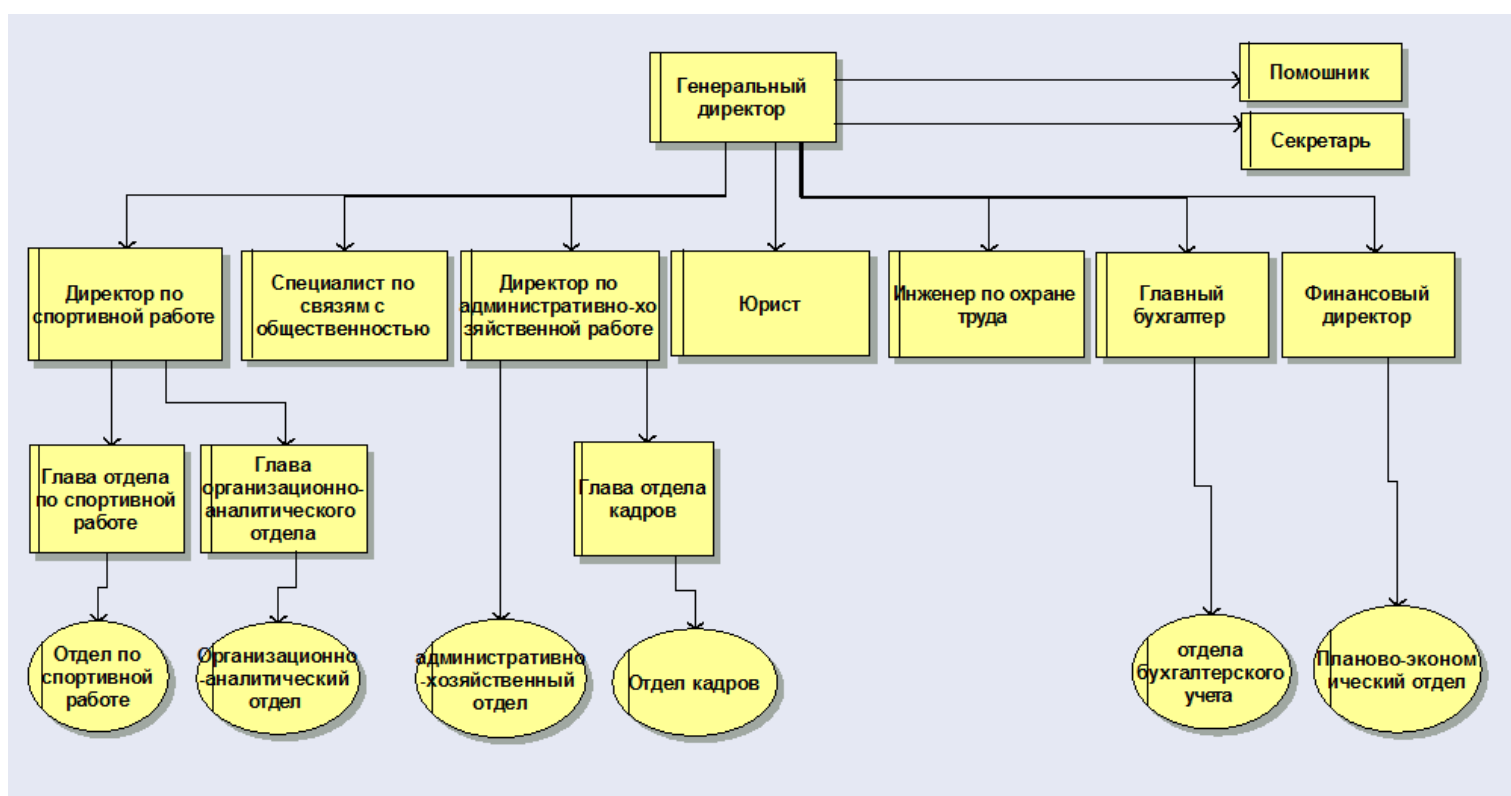 Генеральный
директор
Помошник
Секретарь
Директор по
спортивной работе
Специалист по
связям с
общественностью
Директор по
административно-хо
зяйственной работе
Юрист
Инженер по охране
труда
Главный
бухгалтер
Финансовый
директор
Глава отдела
по спортивной
работе
Глава
организационно-
аналитического
отдела
Глава отдела
кадров
Отдел по
спортивной
работе
Организационно
-аналитический
отдел
административно
-хозяйственный
отдел
Отдел кадров
отдела
бухгалтерского
учета
Планово-эконом
ический отдел